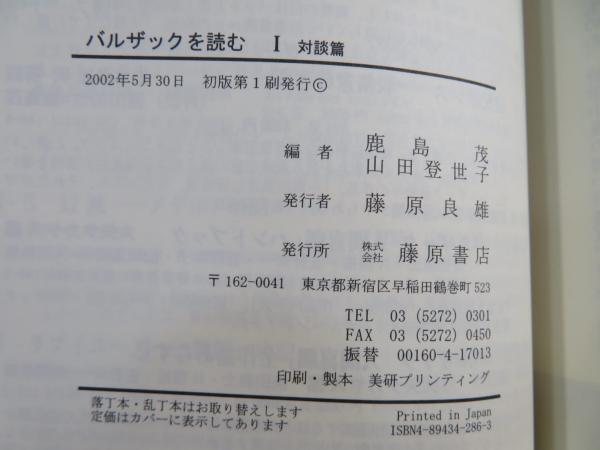 バルザックを読む Ⅰ 対談篇
2002年5月30日 初版第1刷発行©
編者 鹿島茂
山田登世子
発行者 藤原良雄
発行所 株式会社 藤原書店
〒162-0041 東京都新宿区早稲田鶴巻町523
TEL 03 (5272) 0301
FAX 03 (5272) 0450
振替 00160-4-17013
印刷・製本 美研プリンティング
落丁本・乱丁本はお取り替えします
定価はカバーに表示してあります
Printed in Japan
ISBN4-89434-286-3